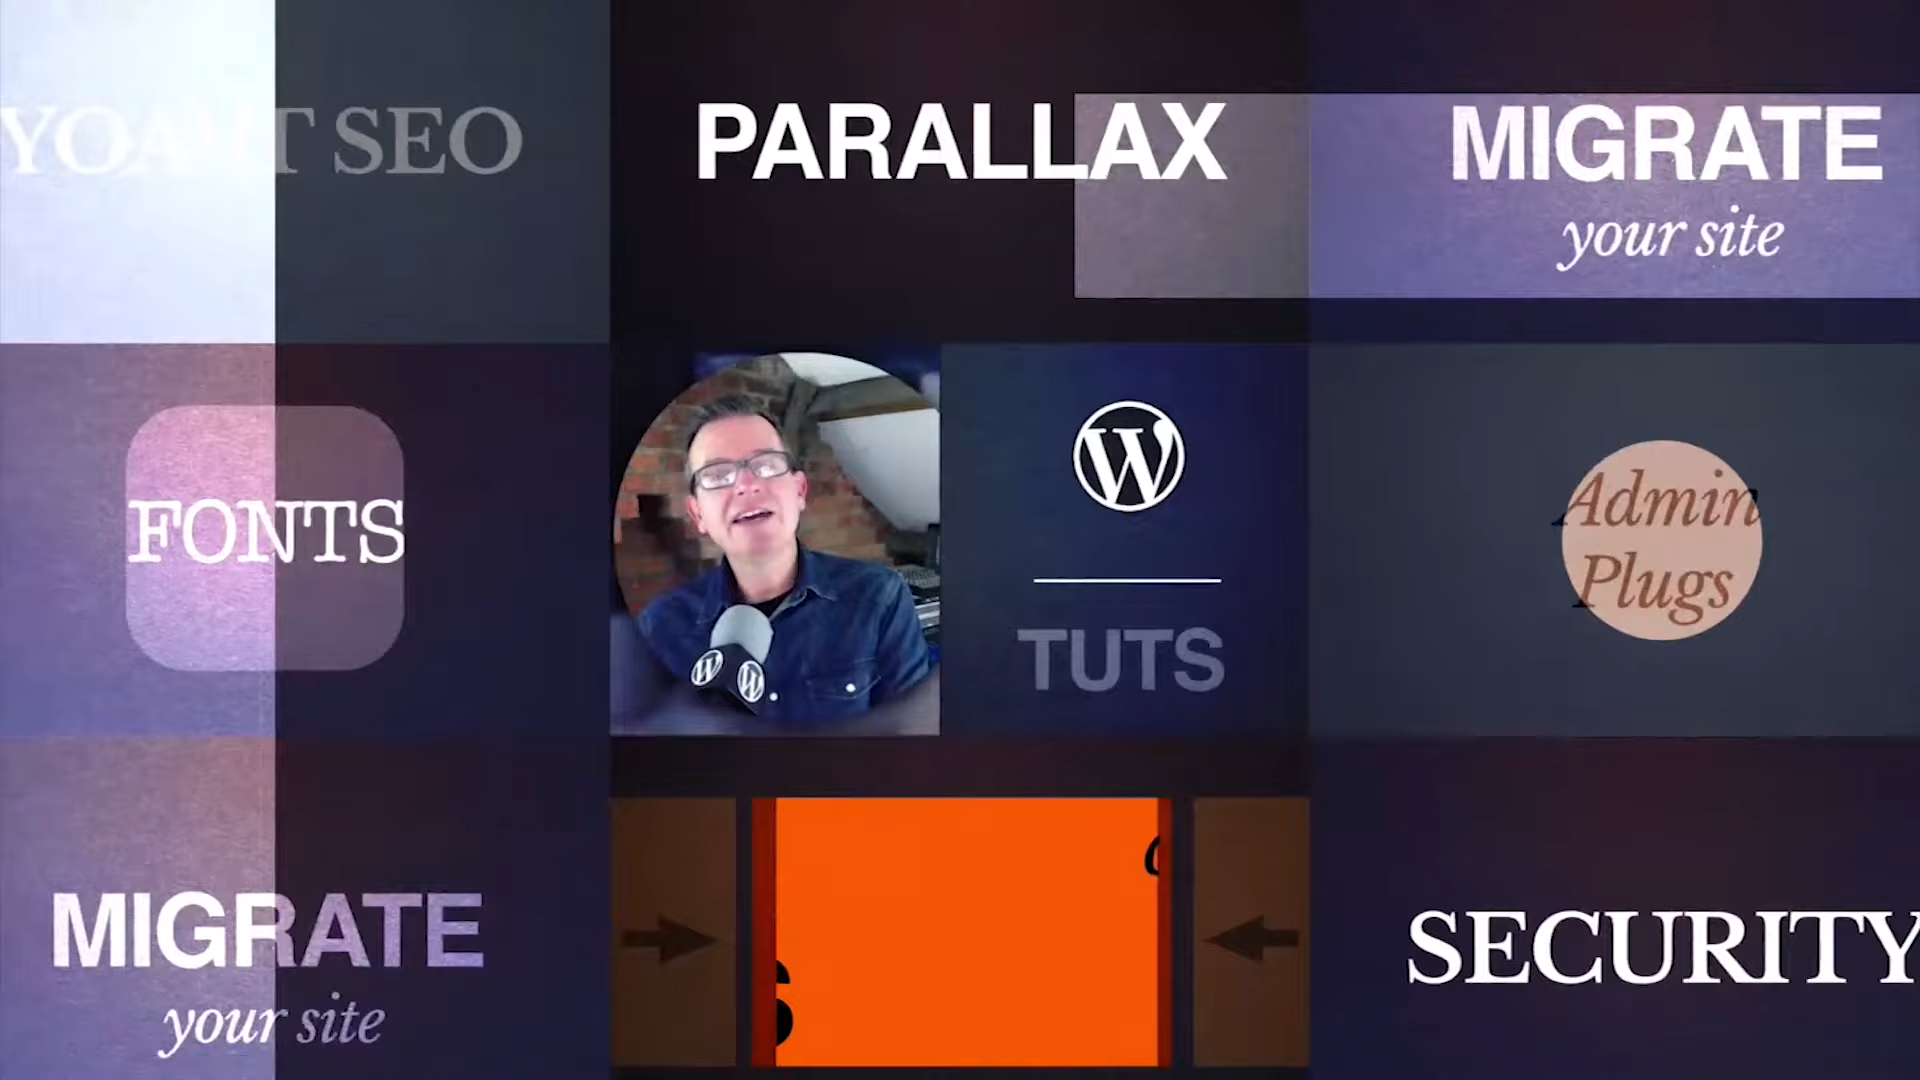 SEO
PARALLAX
MIGRATE
your site
FONTS
TUTS
Admin
Plugs
MIGRATE
your site
SECURITY